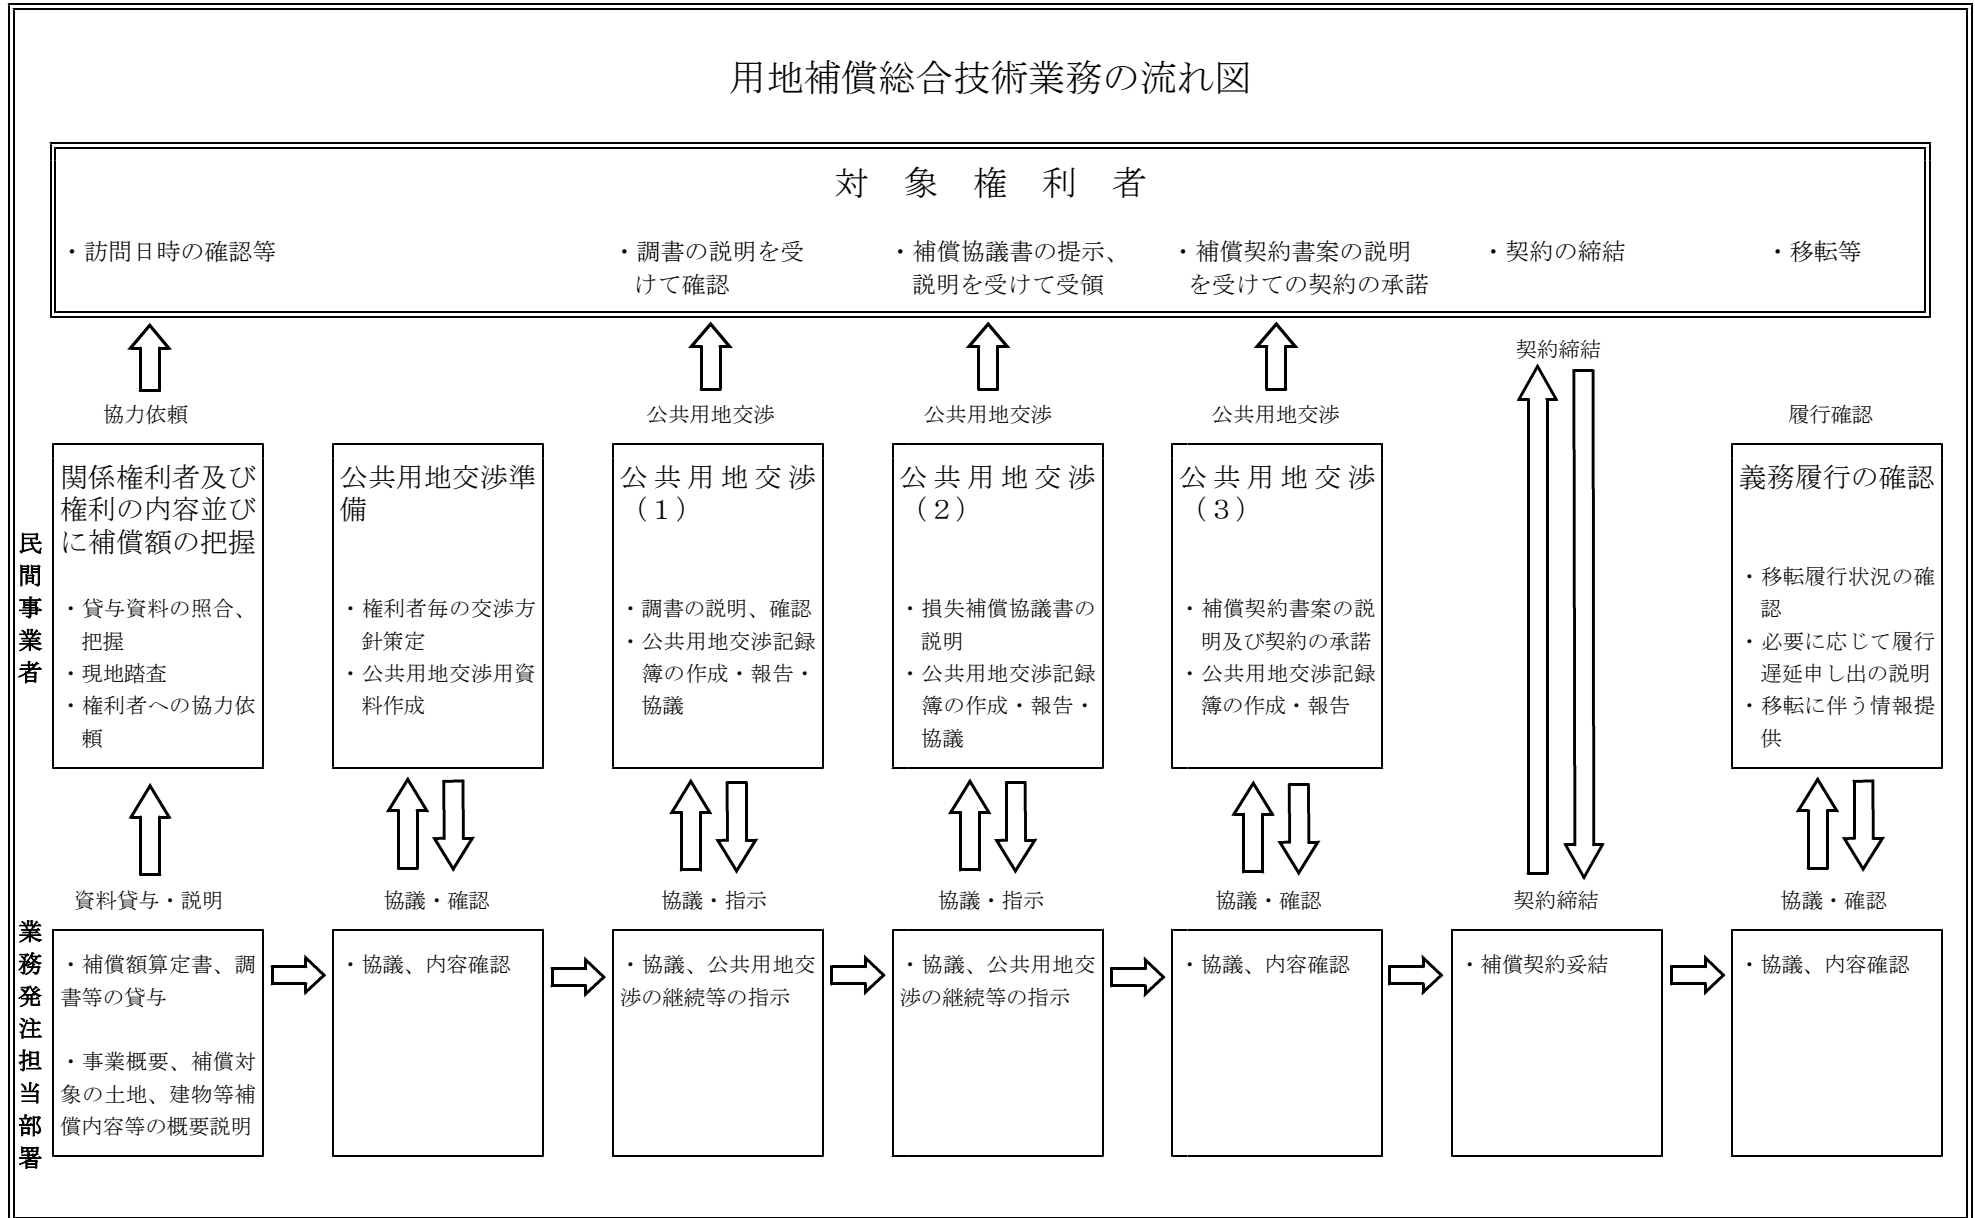 用地補償総合技術業務の流れ図
対象権利者
・訪問日時の確認等
・調書の説明を受
けて確認
・補償協議書の提示、
説明を受けて受領
・補償契約書案の説明
を受けての契約の承諾
・契約の締結
・移転等
協力依頼
公共用地交渉
公共用地交渉
公共用地交渉
契約締結
履行確認
民間事業者
関係権利者及び
権利の内容並び
に補償額の把握
・貸与資料の照合、
把握
・現地踏査
・権利者への協力依
頼
公共用地交渉準
備
・権利者毎の交渉方
針策定
・公共用地交渉用資
料作成
公共用地交渉
（１）
・調書の説明、確認
・公共用地交渉記録
簿の作成・報告・
協議
公共用地交渉
（２）
・損失補償協議書の
説明
・公共用地交渉記録
簿の作成・報告・
協議
公共用地交渉
（３）
・補償契約書案の説
明及び契約の承諾
・公共用地交渉記録
簿の作成・報告
義務履行の確認
・移転履行状況の確
認
・必要に応じて履行
遅延申し出の説明
・移転に伴う情報提
供
資料貸与・説明
協議・確認
協議・指示
協議・指示
協議・確認
契約締結
協議・確認
業務発注担当部署
・補償額算定書、調
書等の貸与
・事業概要、補償対
象の土地、建物等補
償内容等の概要説明
・協議、内容確認
・協議、公共用地交
渉の継続等の指示
・協議、公共用地交
渉の継続等の指示
・協議、内容確認
・補償契約妥結
・協議、内容確認